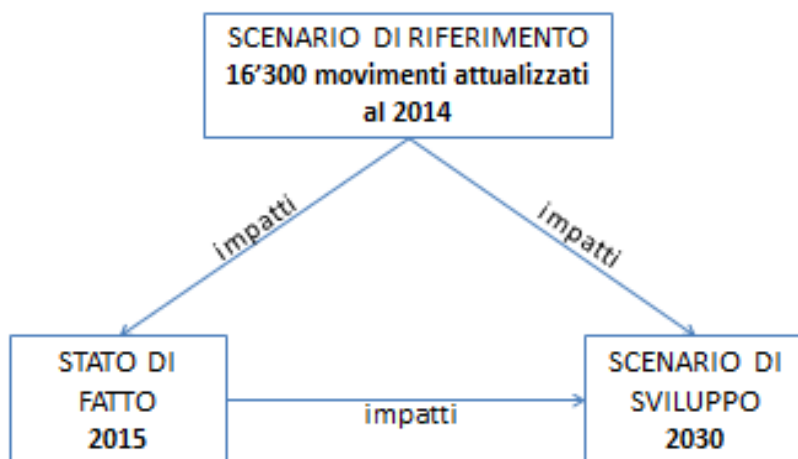 SCENARIO DI RIFERIMENTO
16'300 movimenti attualizzati
al 2014
impatti
impatti
STATO DI
FATTO
2015
impatti
SCENARIO DI
SVILUPPO
2030